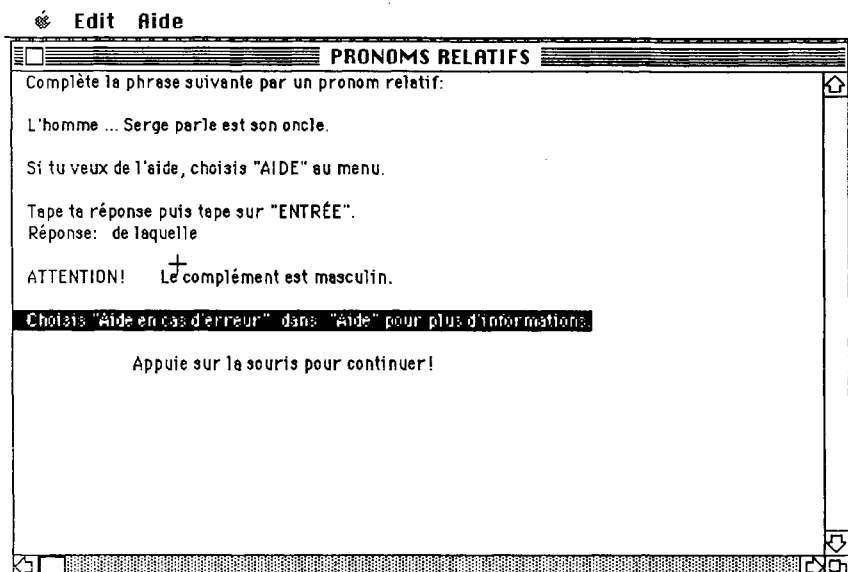 Edit Aide
PRONOMS RELATIFS
Complète la phrase suivante par un pronom relatif:
L'homme ... Serge parle est son oncle.
Si tu veux de l'aide, choisis "AIDE" au menu.
Tape ta réponse puis tape sur "ENTRÉE".
Réponse: de laquelle
ATTENTION! Le complément est masculin.
Choisis "Aide en cas d'erreur" dans "Aide" pour plus d'informations.
Appuie sur la souris pour continuer!